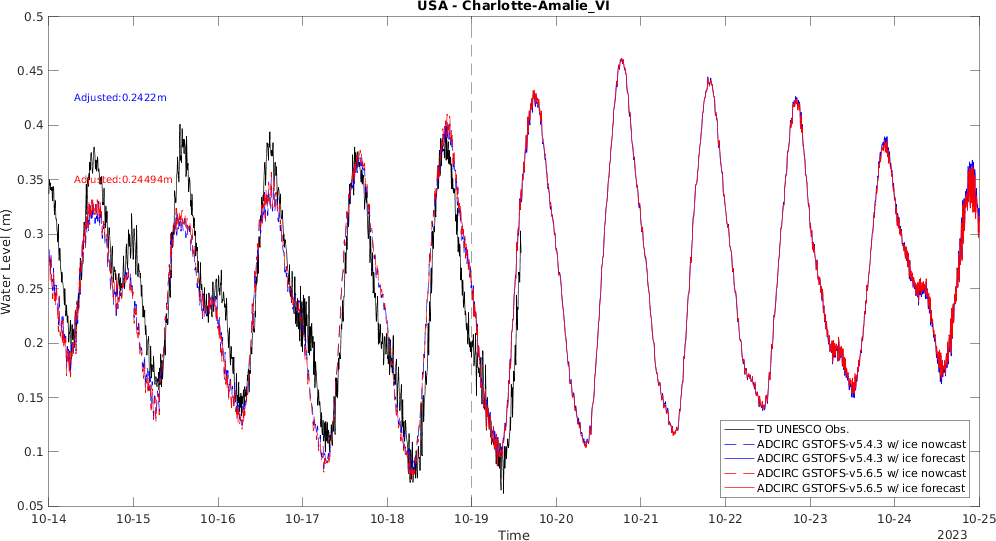 USA - Charlotte-Amalie_VI
0.5
0.45
0.4
0.35
0.3
0.25
0.2
0.15
0.1
0.05
Water Level (m)
Adjusted:0.2422m
Adjusted:0.24494m
TD UNESCO Obs.
ADCIRC GSTOFS-v5.4.3 w/ ice nowcast
ADCIRC GSTOFS-v5.4.3 w/ ice forecast
ADCIRC GSTOFS-v5.6.5 w/ ice nowcast
ADCIRC GSTOFS-v5.6.5 w/ ice forecast
10-14 10-15 10-16 10-17 10-18 10-19 10-20 10-21 10-22 10-23 10-24 10-25
Time
2023